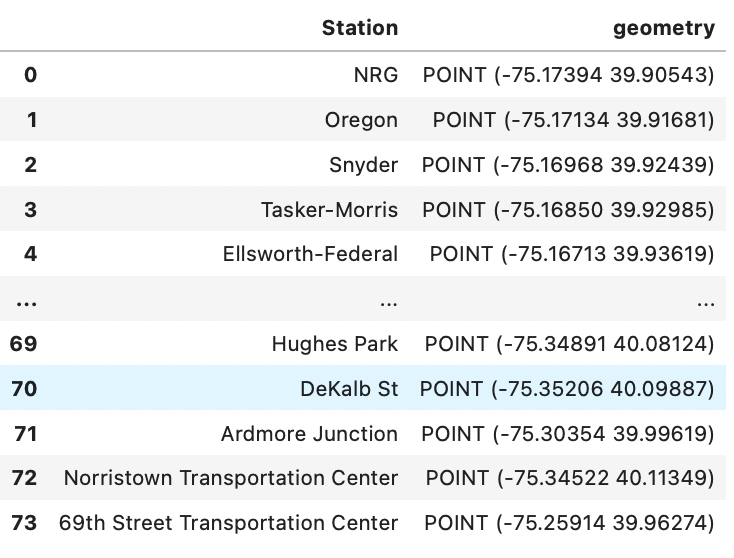 Station geometry
0 NRG POINT (-75.17394 39.90543)
1 Oregon POINT (-75.17134 39.91681)
2 Snyder POINT (-75.16968 39.92439)
3 Tasker-Morris POINT (-75.16850 39.92985)
4 Ellsworth-Federal POINT (-75.16713 39.93619)
... ... ...
69 Hughes Park POINT (-75.34891 40.08124)
70 DeKalb St POINT (-75.35206 40.09887)
71 Ardmore Junction POINT (-75.30354 39.99619)
72 Norristown Transportation Center POINT (-75.34522 40.11349)
73 69th Street Transportation Center POINT (-75.25914 39.96274)